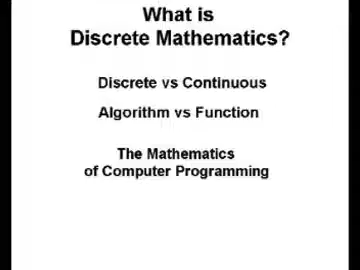 What is
Discrete Mathematics?
Discrete vs Continuous
Algorithm vs Function
The Mathematics
of Computer Programming